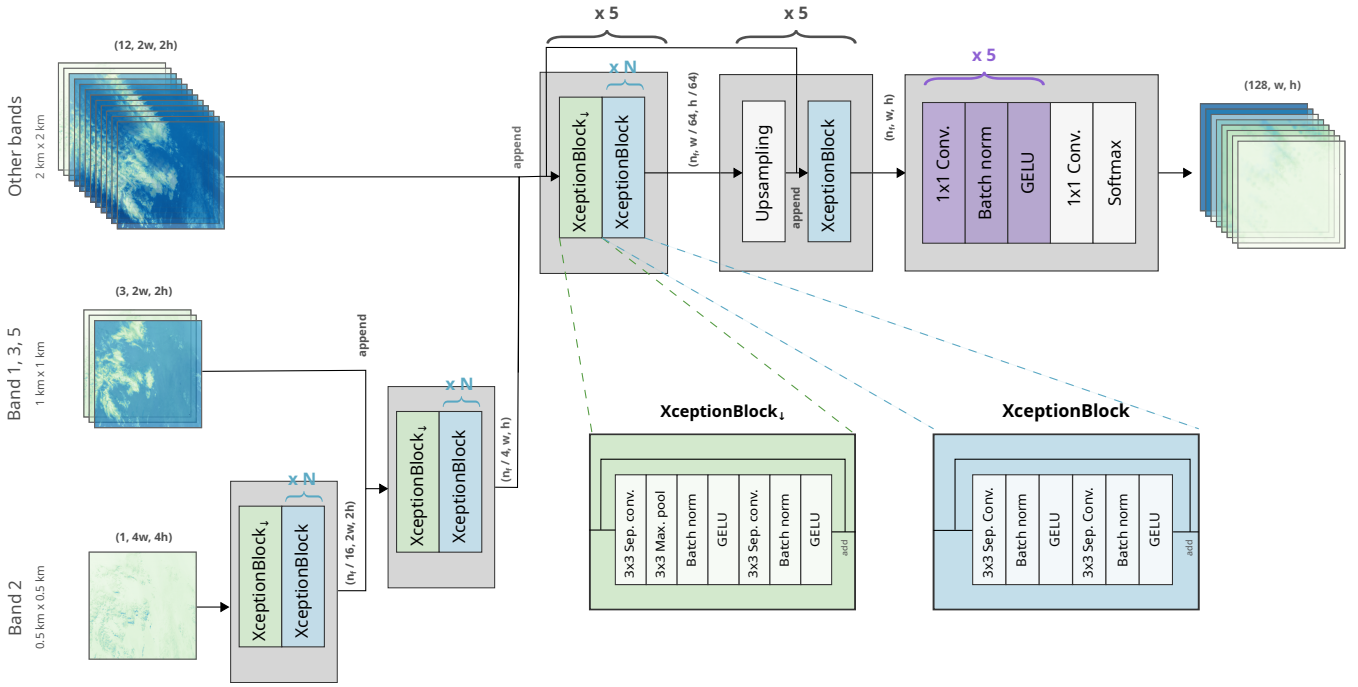 x 5
x 5
(12, 2w, 2h)
x 5
x N
(n_f, w / 64, h / 64)
(128, w, h)
Other bands
2 km x 2 km
append
XceptionBlock↓
XceptionBlock
Upsampling
append
XceptionBlock
(n_f, w, h)
1x1 Conv.
Batch norm
GELU
1x1 Conv.
Softmax
(3, 2w, 2h)
Band 1, 3, 5
1 km x 1 km
append
x N
XceptionBlock↓
XceptionBlock
(n_f / 4, w, h)
XceptionBlock↓
XceptionBlock
3x3 Sep. conv.
3x3 Max. pool
Batch norm
GELU
3x3 Sep. conv.
Batch norm
GELU
add
3x3 Sep. Conv.
Batch norm
GELU
3x3 Sep. Conv.
Batch norm
GELU
add
(1, 4w, 4h)
Band 2
0.5 km x 0.5 km
x N
XceptionBlock↓
XceptionBlock
(n_f / 16, 2w, 2h)